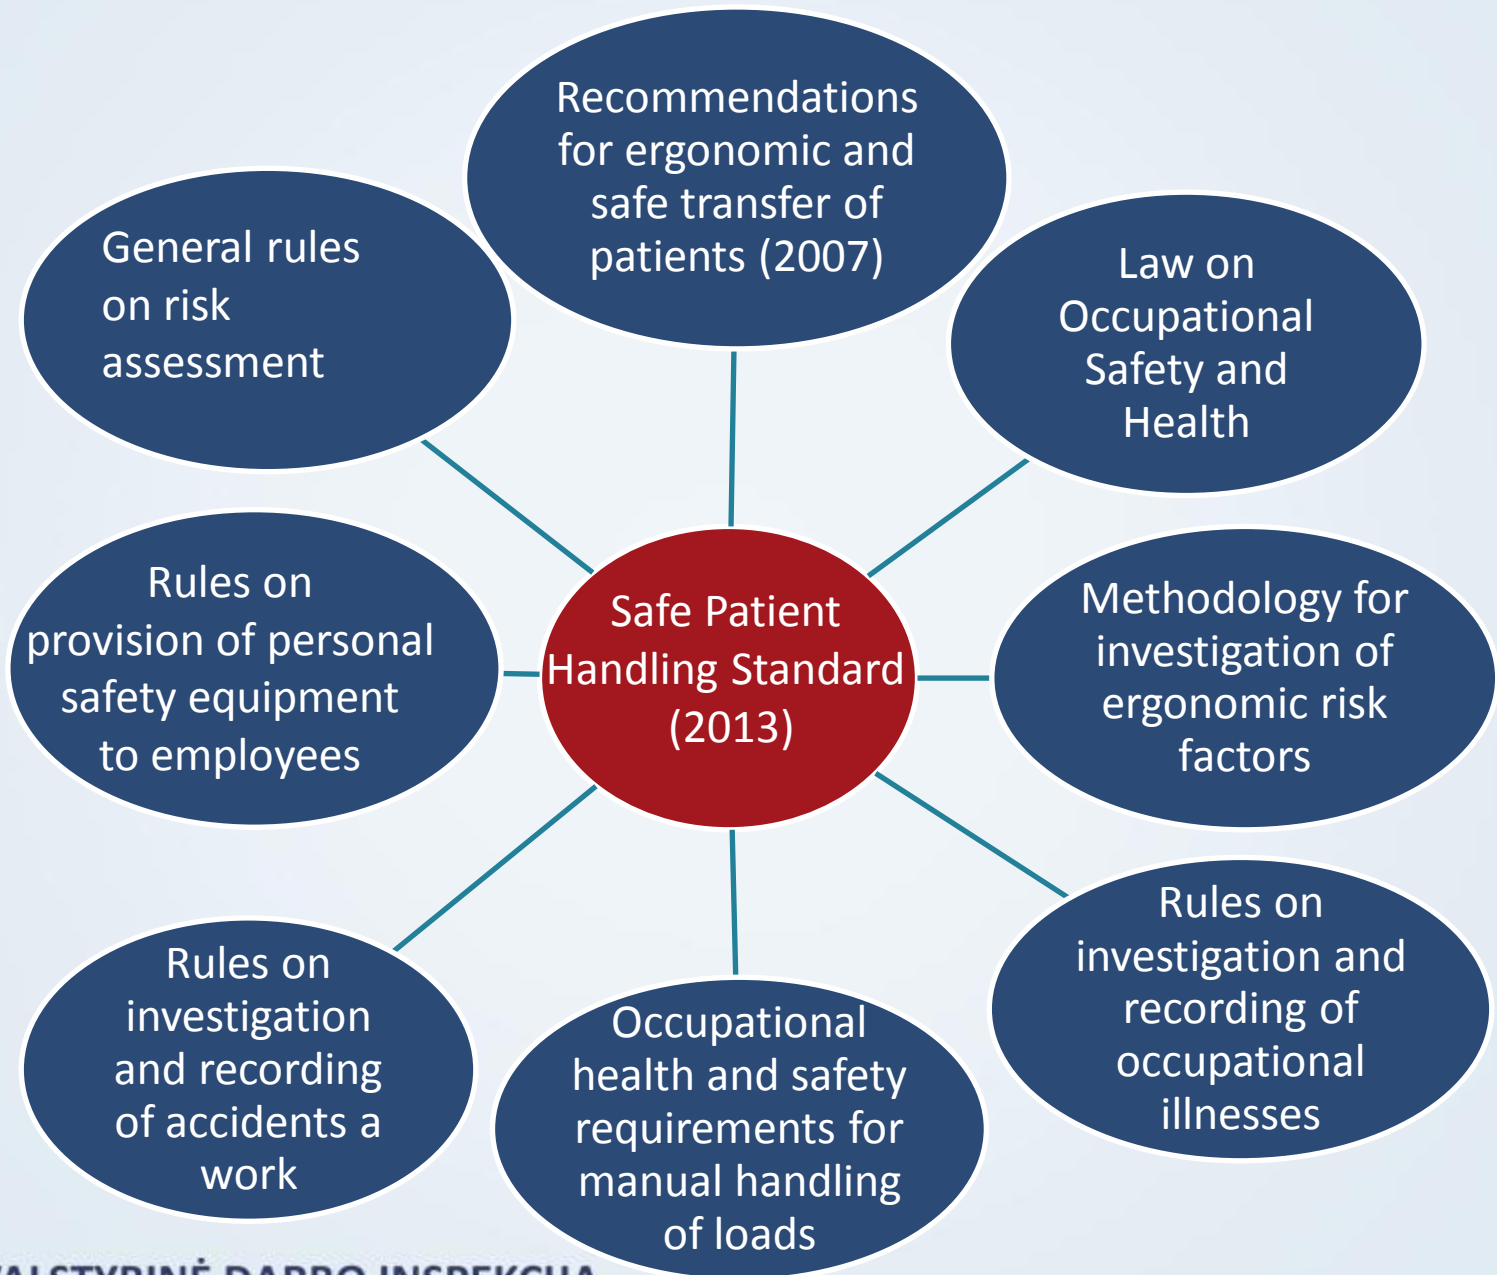 Recommendations
for ergonomic and
safe transfer of
patients (2007)
General rules
on risk
assessment
Law on
Occupational
Safety and
Health
Rules on
provision of personal
safety equipment
to employees
Safe Patient
Handling Standard
(2013)
Methodology for
investigation of
ergonomic risk
factors
Rules on
investigation
and recording
of accidents a
work
Occupational
health and safety
requirements for
manual handling
of loads
Rules on
investigation and
recording of
occupational
illnesses
VALSTYBINĖ DARBO INSPEKCIJA